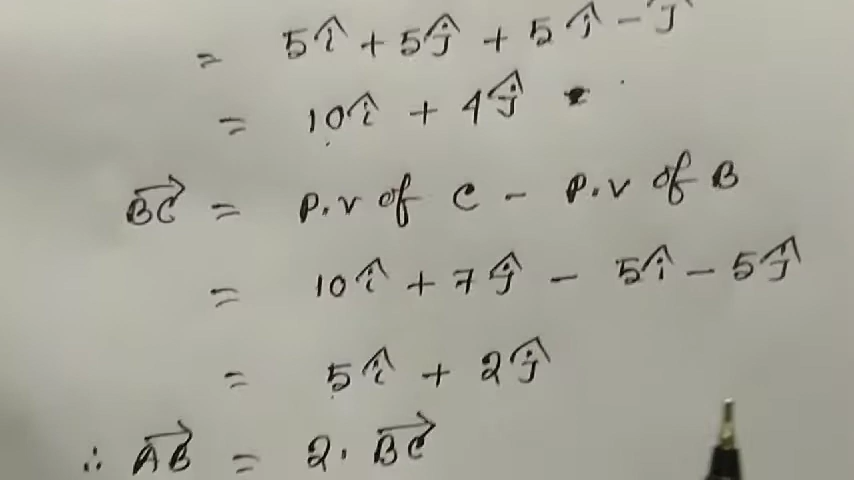 = 5î + 5ĵ + 5î - ĵ
= 10î + 4ĵ
BC→ = P.V of C - P.V of B
= 10î + 7ĵ - 5î - 5ĵ
= 5î + 2ĵ
∴ AB→ = 2. BC→